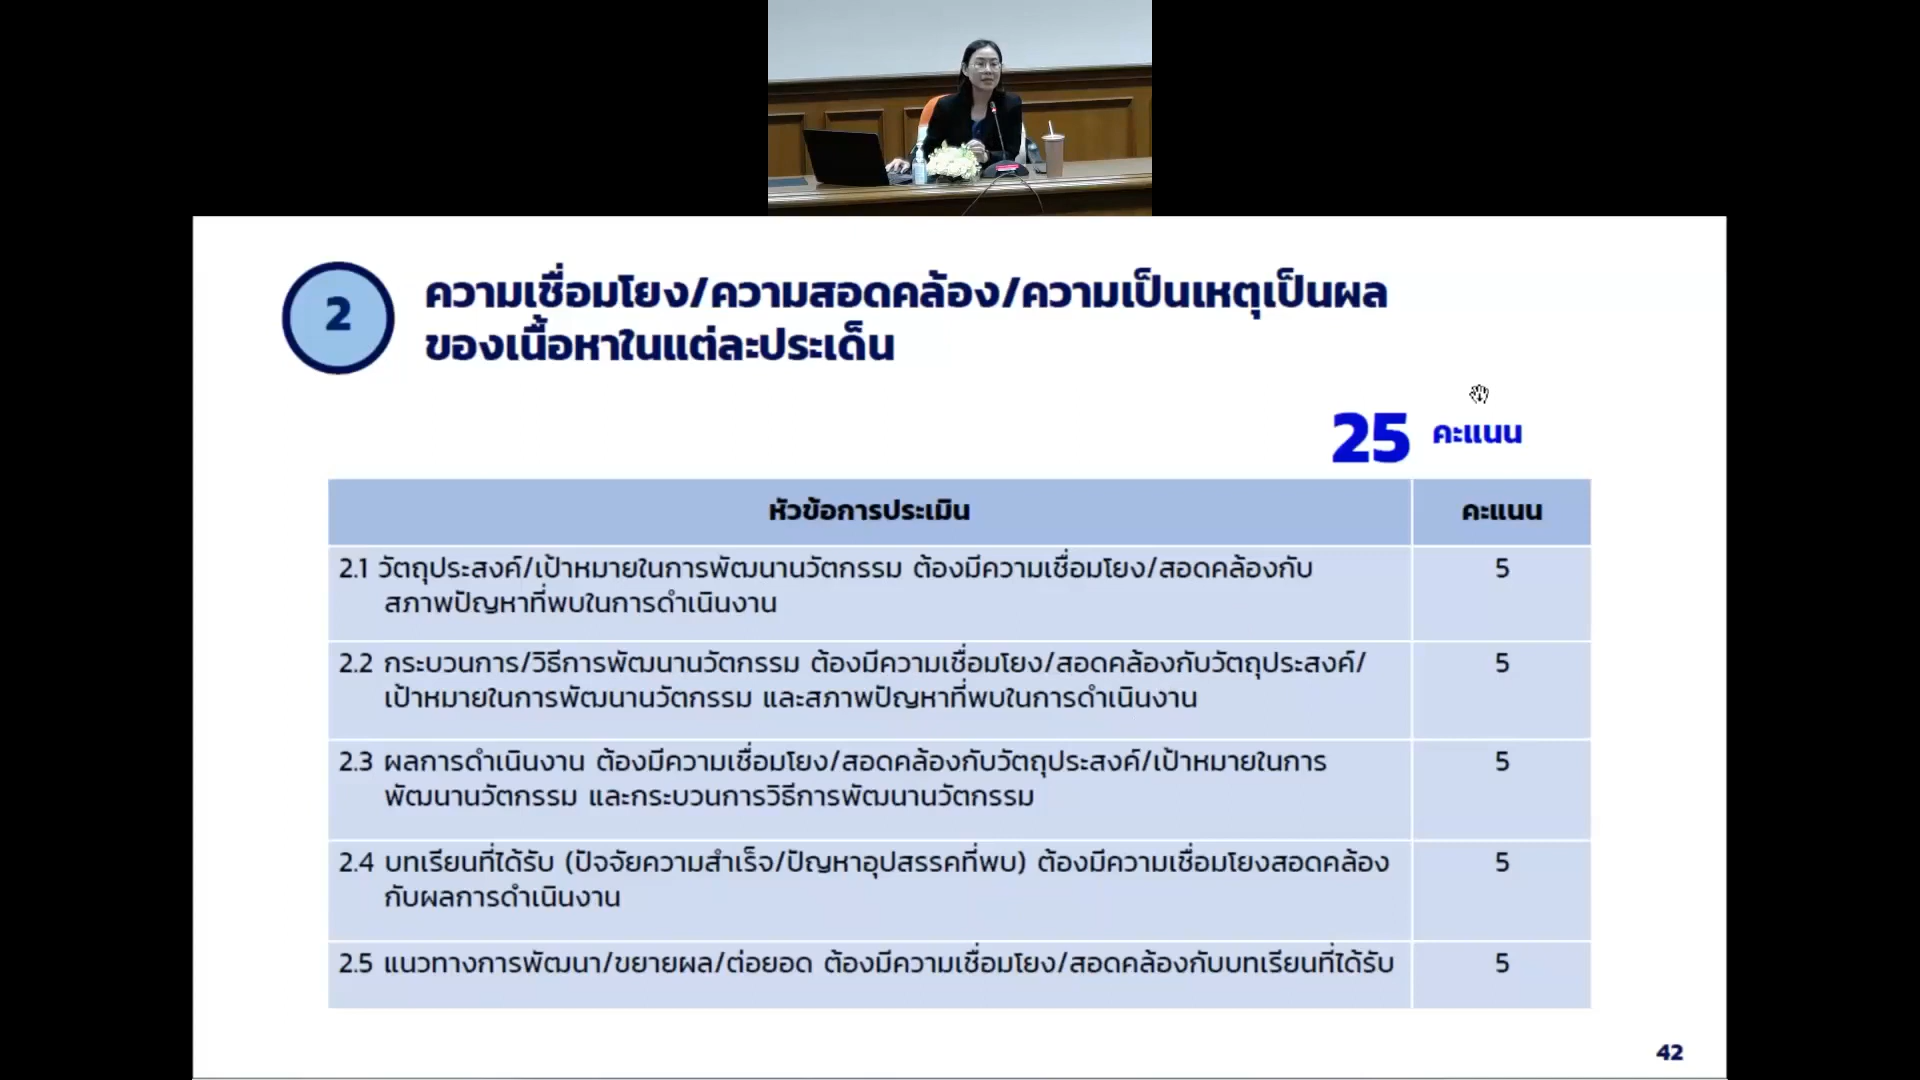 2
ความเชื่อมโยง/ความสอดคล้อง/ความเป็นเหตุเป็นผล
ของเนื้อหาในแต่ละประเด็น
25 คะแนน
หัวข้อการประเมิน คะแนน
2.1 วัตถุประสงค์/เป้าหมายในการพัฒนานวัตกรรม ต้องมีความเชื่อมโยง/สอดคล้องกับ 5
สภาพปัญหาที่พบในการดำเนินงาน
2.2 กระบวนการ/วิธีการพัฒนานวัตกรรม ต้องมีความเชื่อมโยง/สอดคล้องกับวัตถุประสงค์/ 5
เป้าหมายในการพัฒนานวัตกรรม และสภาพปัญหาที่พบในการดำเนินงาน
2.3 ผลการดำเนินงาน ต้องมีความเชื่อมโยง/สอดคล้องกับวัตถุประสงค์/เป้าหมายในการ 5
พัฒนานวัตกรรม และกระบวนการวิธีการพัฒนานวัตกรรม
2.4 บทเรียนที่ได้รับ (ปัจจัยความสำเร็จ/ปัญหาอุปสรรคที่พบ) ต้องมีความเชื่อมโยงสอดคล้อง 5
กับผลการดำเนินงาน
2.5 แนวทางการพัฒนา/ขยายผล/ต่อยอด ต้องมีความเชื่อมโยง/สอดคล้องกับบทเรียนที่ได้รับ 5
42